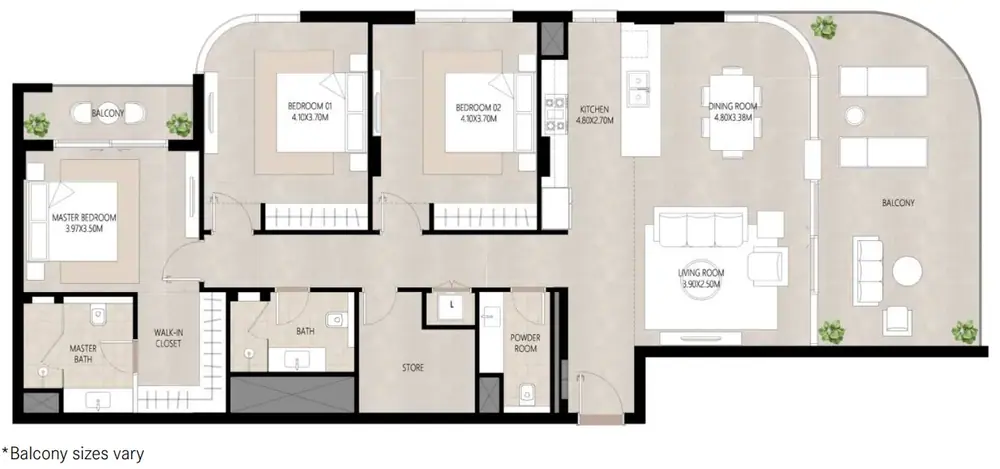 BEDROOM 01
4.10X3.70M
BEDROOM 02
4.10X3.70M
KITCHEN
4.80X2.70M
DINING ROOM
4.80X3.38M
BALCONY
MASTER BEDROOM
3.97X3.50M
BALCONY
LIVING ROOM
3.90X2.50M
L
WALK-IN
CLOSET
MASTER
BATH
BATH
STORE
POWDER
ROOM
*Balcony sizes vary